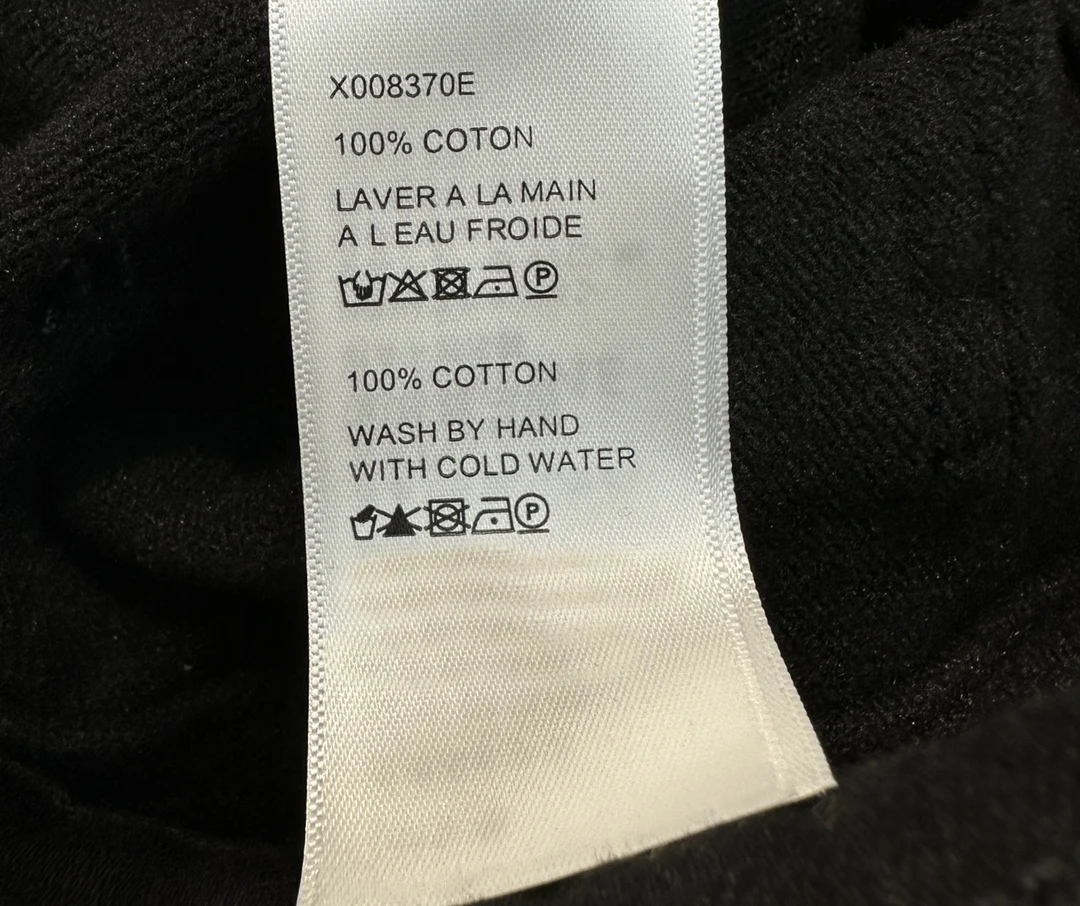 X008370E
100% COTON
LAVER A LA MAIN
A L EAU FROIDE
P
100% COTTON
WASH BY HAND
WITH COLD WATER
P